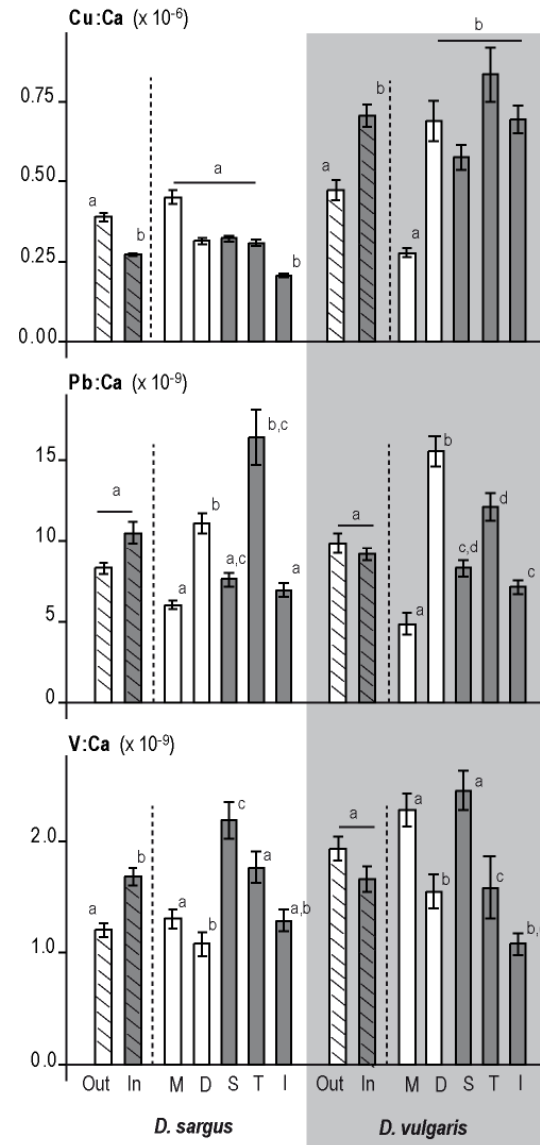 Cu:Ca (x 10-6)
0.75
0.50
0.25
0.00
a
b
a
b
a
b
a
b
Pb:Ca (x 10-9)
15
10
5
0
a
a
b
a,c
b,c
a
a
a
b
c,d
d
c
V:Ca (x 10-9)
2.0
1.0
0.0
a
b
a
b
c
a
a,b
a
a
b
a
c
Out In M D S T I Out In M D S T I
D. sargus D. vulgaris